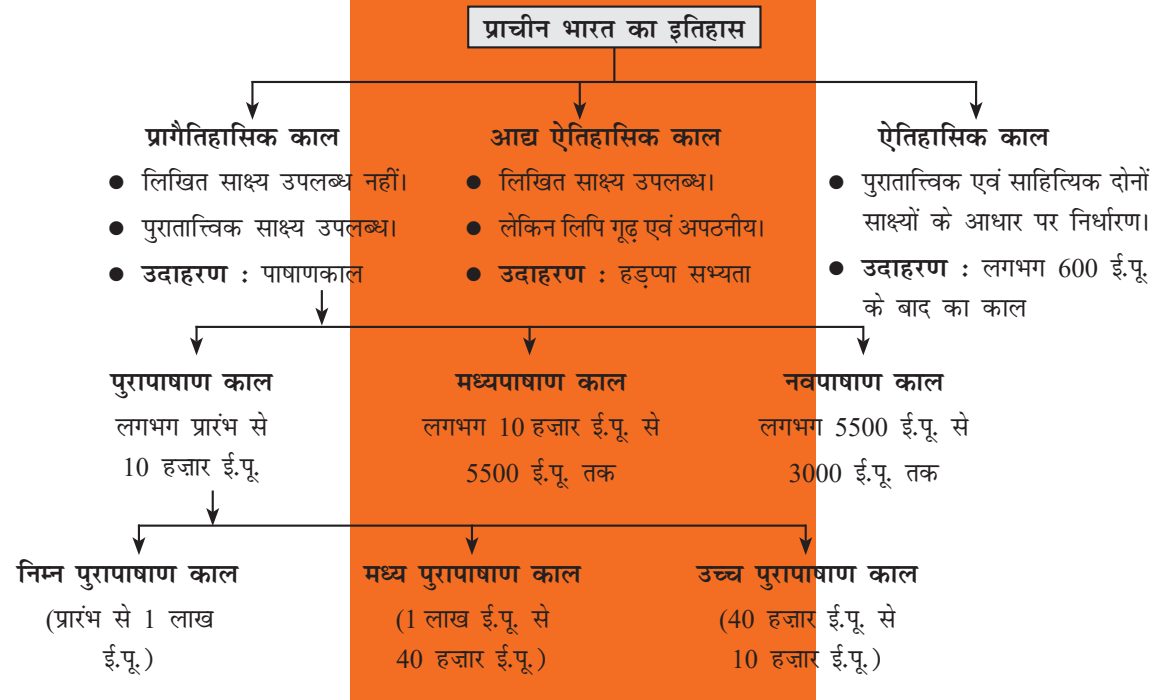 प्राचीन भारत का इतिहास
प्रागैतिहासिक काल
● लिखित साक्ष्य उपलब्ध नहीं।
● पुरातात्त्विक साक्ष्य उपलब्ध।
● उदाहरण : पाषाणकाल
आद्य ऐतिहासिक काल
● लिखित साक्ष्य उपलब्ध।
● लेकिन लिपि गूढ़ एवं अपठनीय।
● उदाहरण : हड़प्पा सभ्यता
ऐतिहासिक काल
● पुरातात्त्विक एवं साहित्यिक दोनों
साक्ष्यों के आधार पर निर्धारण।
● उदाहरण : लगभग 600 ई.पू.
के बाद का काल
पुरापाषाण काल
लगभग प्रारंभ से
10 हज़ार ई.पू.
मध्यपाषाण काल
लगभग 10 हज़ार ई.पू. से
5500 ई.पू. तक
नवपाषाण काल
लगभग 5500 ई.पू. से
3000 ई.पू. तक
निम्न पुरापाषाण काल
(प्रारंभ से 1 लाख
ई.पू.)
मध्य पुरापाषाण काल
(1 लाख ई.पू. से
40 हज़ार ई.पू.)
उच्च पुरापाषाण काल
(40 हज़ार ई.पू. से
10 हज़ार ई.पू.)